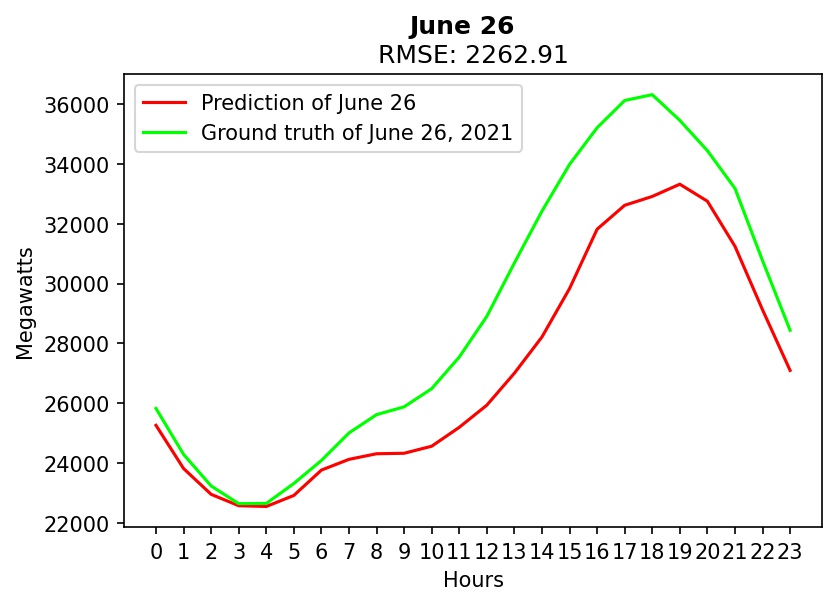 June 26
RMSE: 2262.91
Prediction of June 26
Ground truth of June 26, 2021
Megawatts
36000
34000
32000
30000
28000
26000
24000
22000
0 1 2 3 4 5 6 7 8 9 10 11 12 13 14 15 16 17 18 19 20 21 22 23
Hours